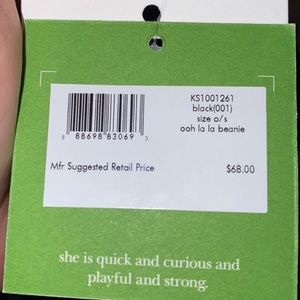 KS1001261
black(001)
size o/s
ooh la la beanie
8 88698 83069 3
Mfr Suggested Retail Price
$68.00
she is quick and curious and
playful and strong.